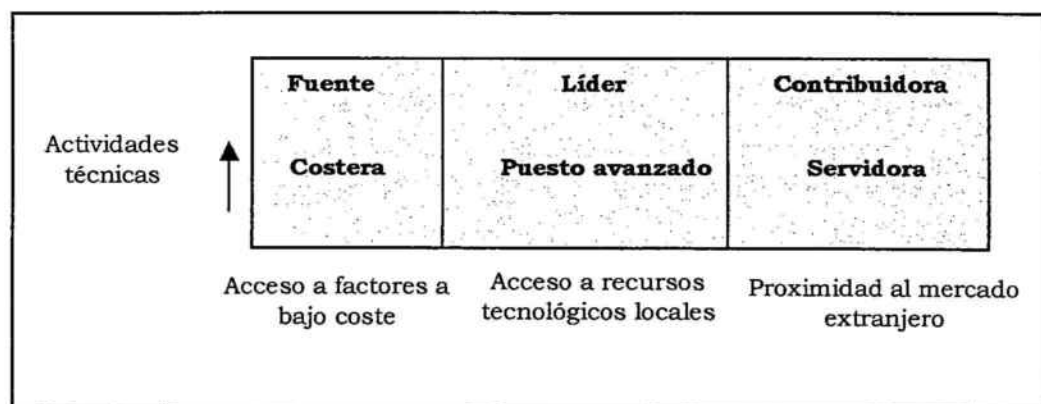 Fuente
Líder
Contribuidora
Actividades
técnicas
Costera
Puesto avanzado
Servidora
Acceso a factores a
bajo coste
Acceso a recursos
tecnológicos locales
Proximidad al mercado
extranjero